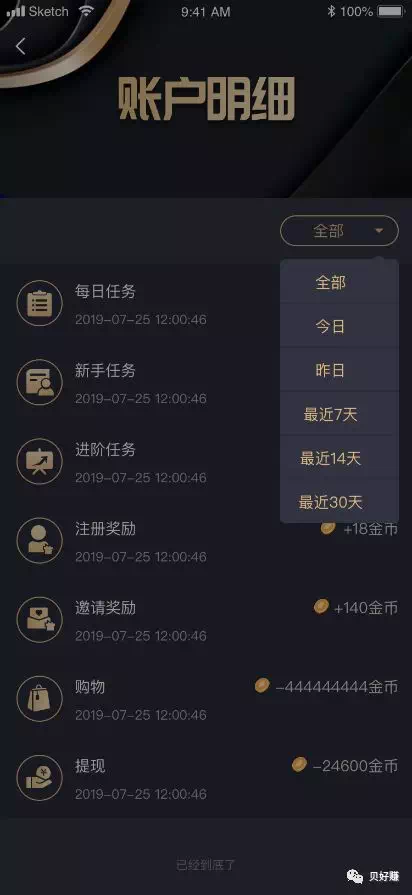 Sketch 9:41 AM 100%
账户明细
全部
全部
今日
昨日
最近7天
最近14天
最近30天
每日任务
2019-07-25 12:00:46
新手任务
2019-07-25 12:00:46
进阶任务
2019-07-25 12:00:46
注册奖励 +18金币
2019-07-25 12:00:46
邀请奖励 +140金币
2019-07-25 12:00:46
购物 -444444444金币
2019-07-25 12:00:46
提现 -24600金币
2019-07-25 12:00:46
已经到底了
贝好赚